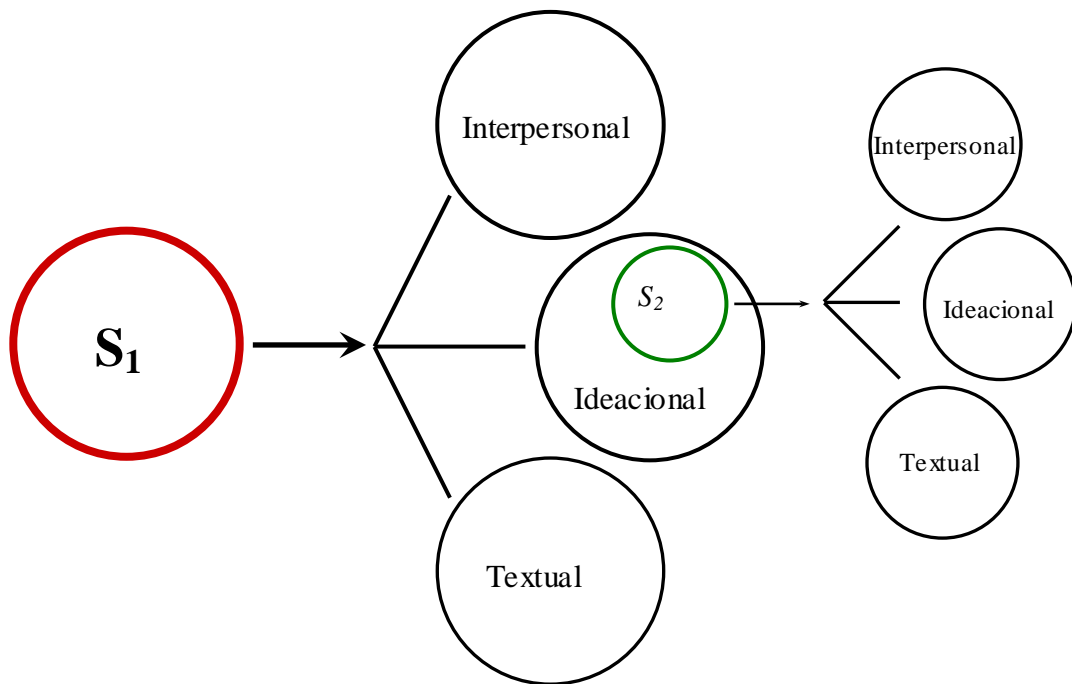 S₁
Interpersonal
Ideacional
Textual
S₂
Interpersonal
Ideacional
Textual